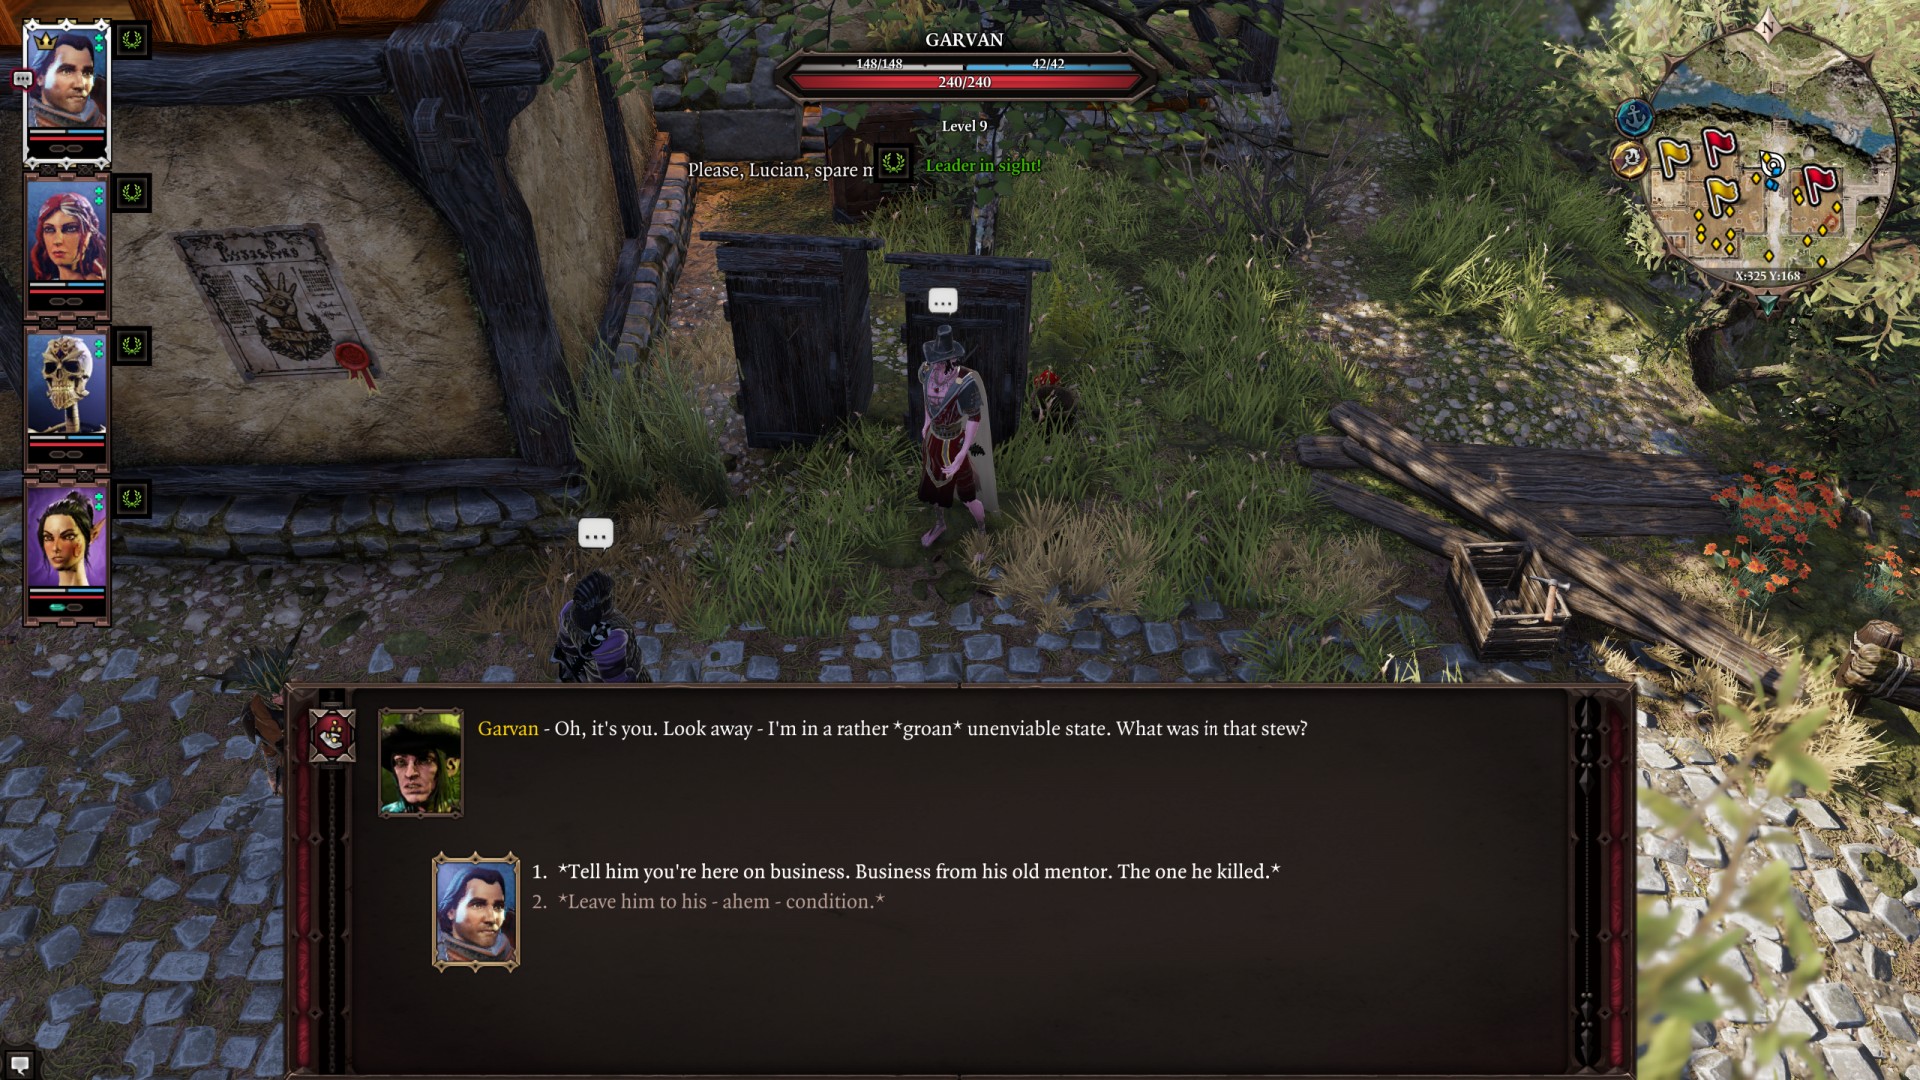 GARVAN
148/148 42/42
240/240
Level 9
Please, Lucian, spare m
Leader in sight!
N
X:325 Y:168
Garvan - Oh, it's you. Look away - I'm in a rather *groan* unenviable state. What was in that stew?
1. *Tell him you're here on business. Business from his old mentor. The one he killed.*
2. *Leave him to his - ahem - condition.*